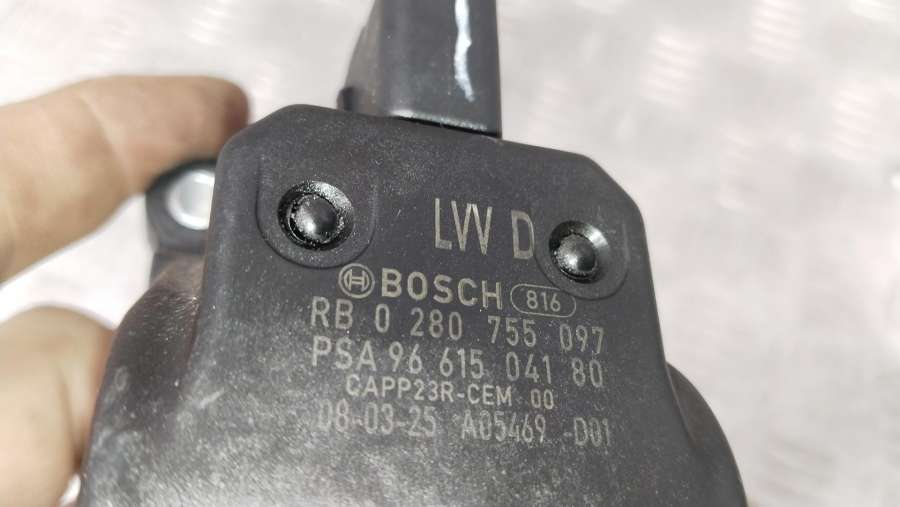 LVV D
BOSCH 816
RB 0 280 755 097
PSA 96 615 041 80
CAPP23R-CEM 00
08-03-25 A05469 -D01